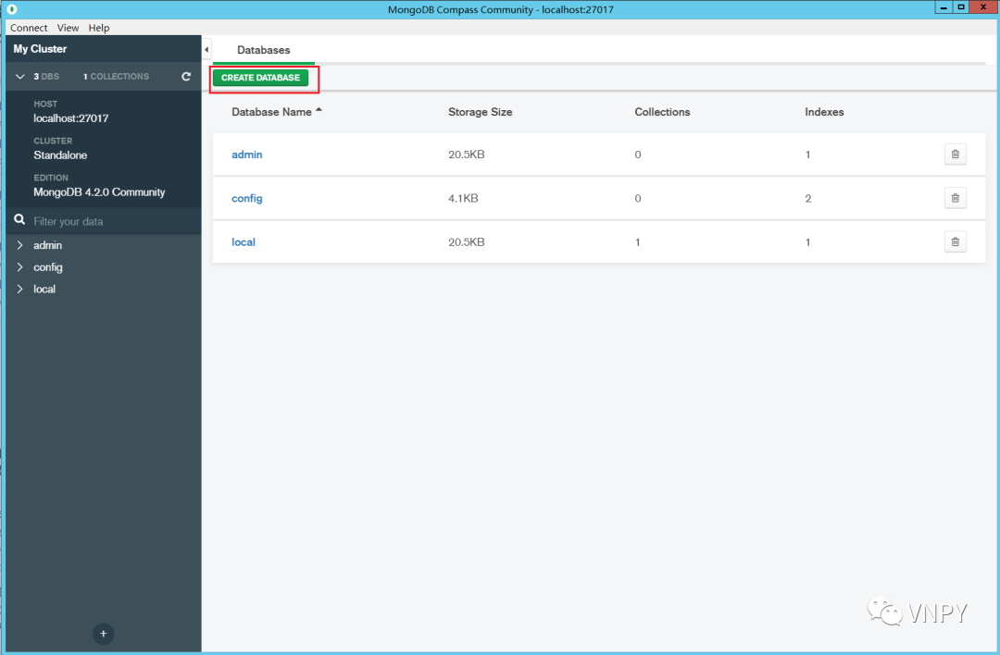 MongoDB Compass Community - localhost:27017
Connect View Help
My Cluster
3 DBS 1 COLLECTIONS
HOST
localhost:27017
CLUSTER
Standalone
EDITION
MongoDB 4.2.0 Community
Filter your data
admin
config
local
Databases
CREATE DATABASE
Database Name Storage Size Collections Indexes
admin 20.5KB 0 1
config 4.1KB 0 2
local 20.5KB 1 1
VNPY